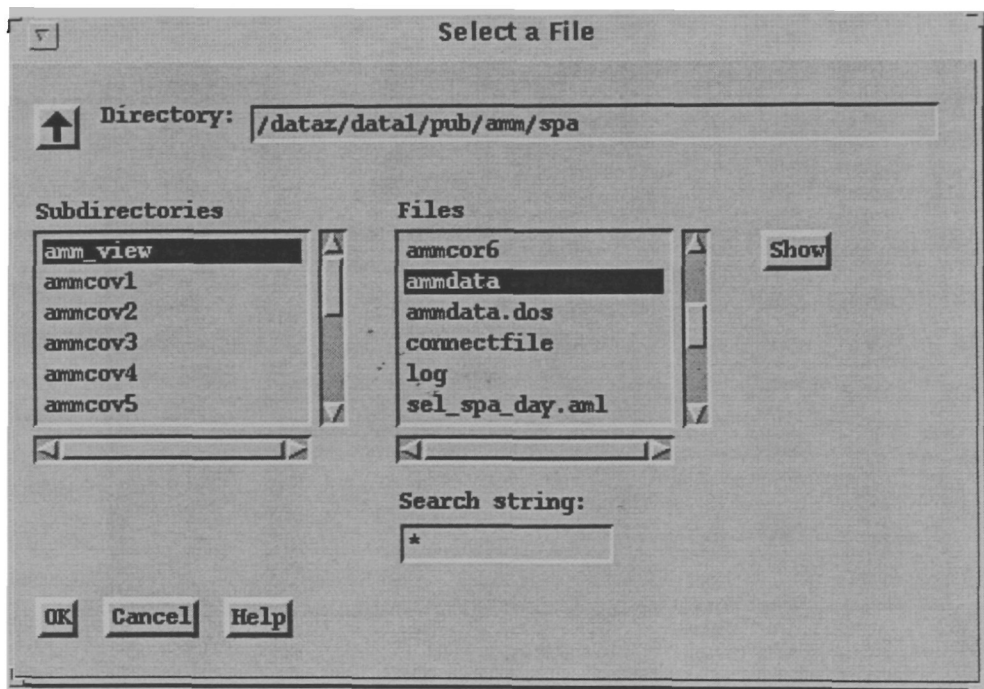 Select a File
Directory: /dataz/data1/pub/amm/spa
Subdirectories
amm_view
ammcov1
ammcov2
ammcov3
ammcov4
ammcov5
Files
ammcor6
ammdata
ammdata.dos
connectfile
log
sel_spa_day.aml
Show
Search string:
*
OK Cancel Help